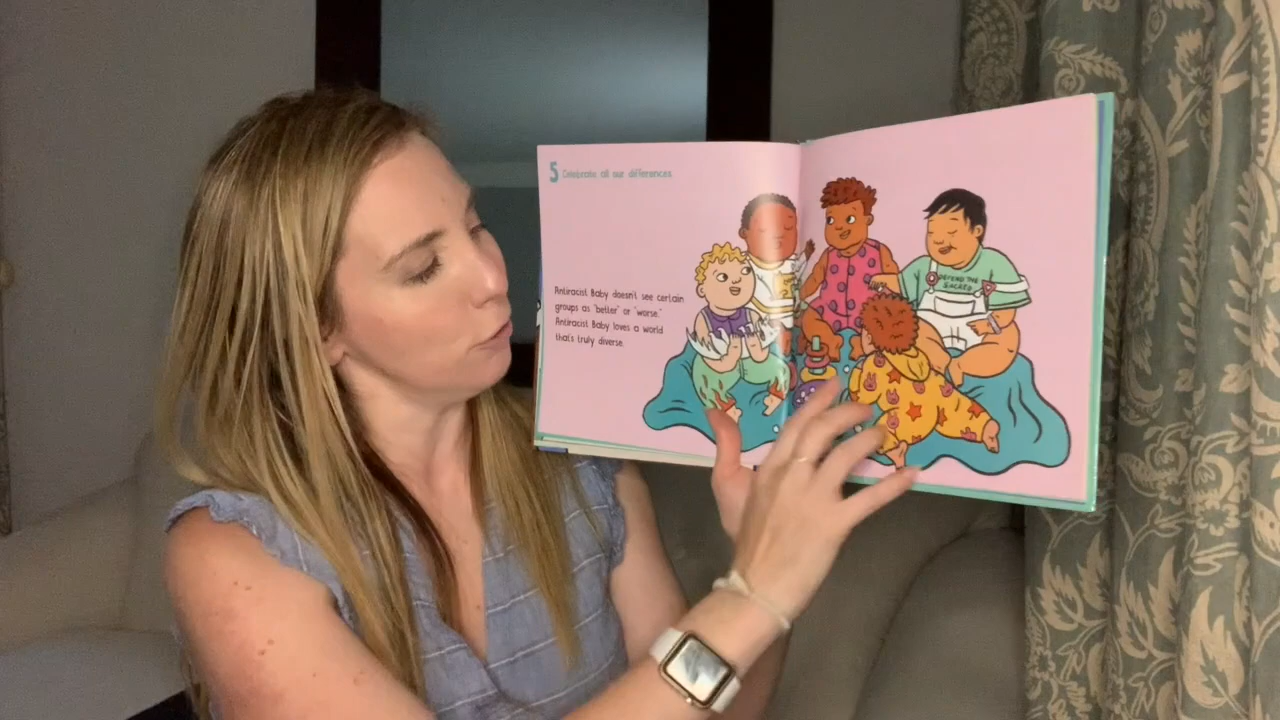 5 Celebrate all our differences.
Antiracist Baby doesn't see certain
groups as "better" or "worse."
Antiracist Baby loves a world
that's truly diverse.
DEFEND THE
SACRED